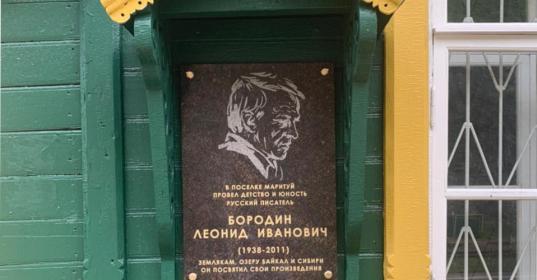 В ПОСЕЛКЕ МАРИТУЙ
ПРОВЕЛ ДЕТСТВО И ЮНОСТЬ
РУССКИЙ ПИСАТЕЛЬ
БОРОДИН
ЛЕОНИД ИВАНОВИЧ
(1938-2011)
ЗЕМЛЯКАМ, ОЗЕРУ БАЙКАЛ И СИБИРИ
ОН ПОСВЯТИЛ СВОИ ПРОИЗВЕДЕНИЯ